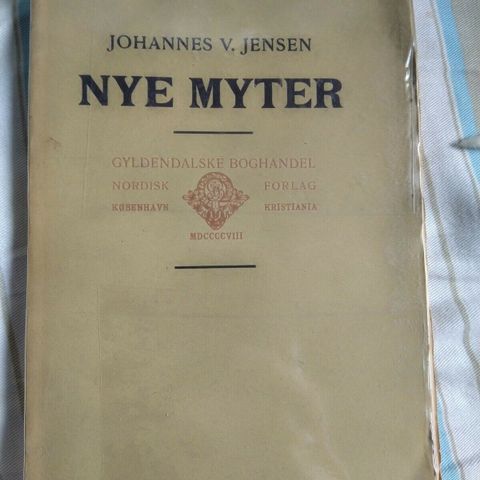 JOHANNES V. JENSEN
NYE MYTER
GYLDENDALSKE BOGHANDEL
NORDISK FORLAG
KØBENHAVN KRISTIANIA
MDCCCCVIII